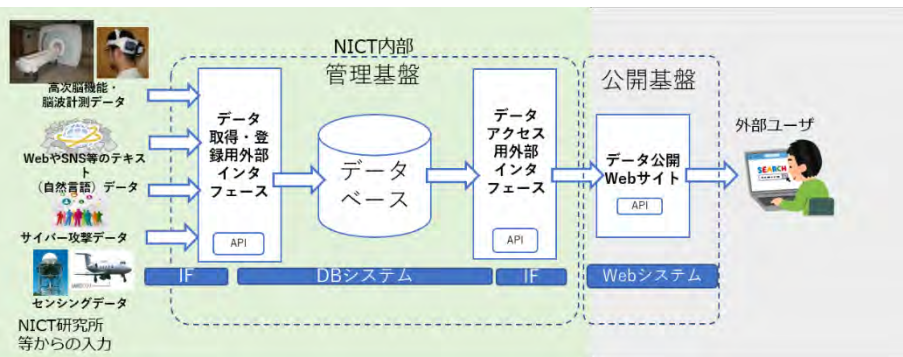 NICT内部
管理基盤
公開基盤
高次脳機能・
脳波計測データ
WebやSNS等のテキス
ト
(自然言語)データ
サイバー攻撃データ
センシングデータ
NICT研究所
等からの入力
データ
取得・登
録用外部
インタ
フェース
API
データ
ベース
データ
アクセス
用外部
インタ
フェース
API
データ公開
Webサイト
API
外部ユーザ
SEARCH
IF
DBシステム
IF
Webシステム